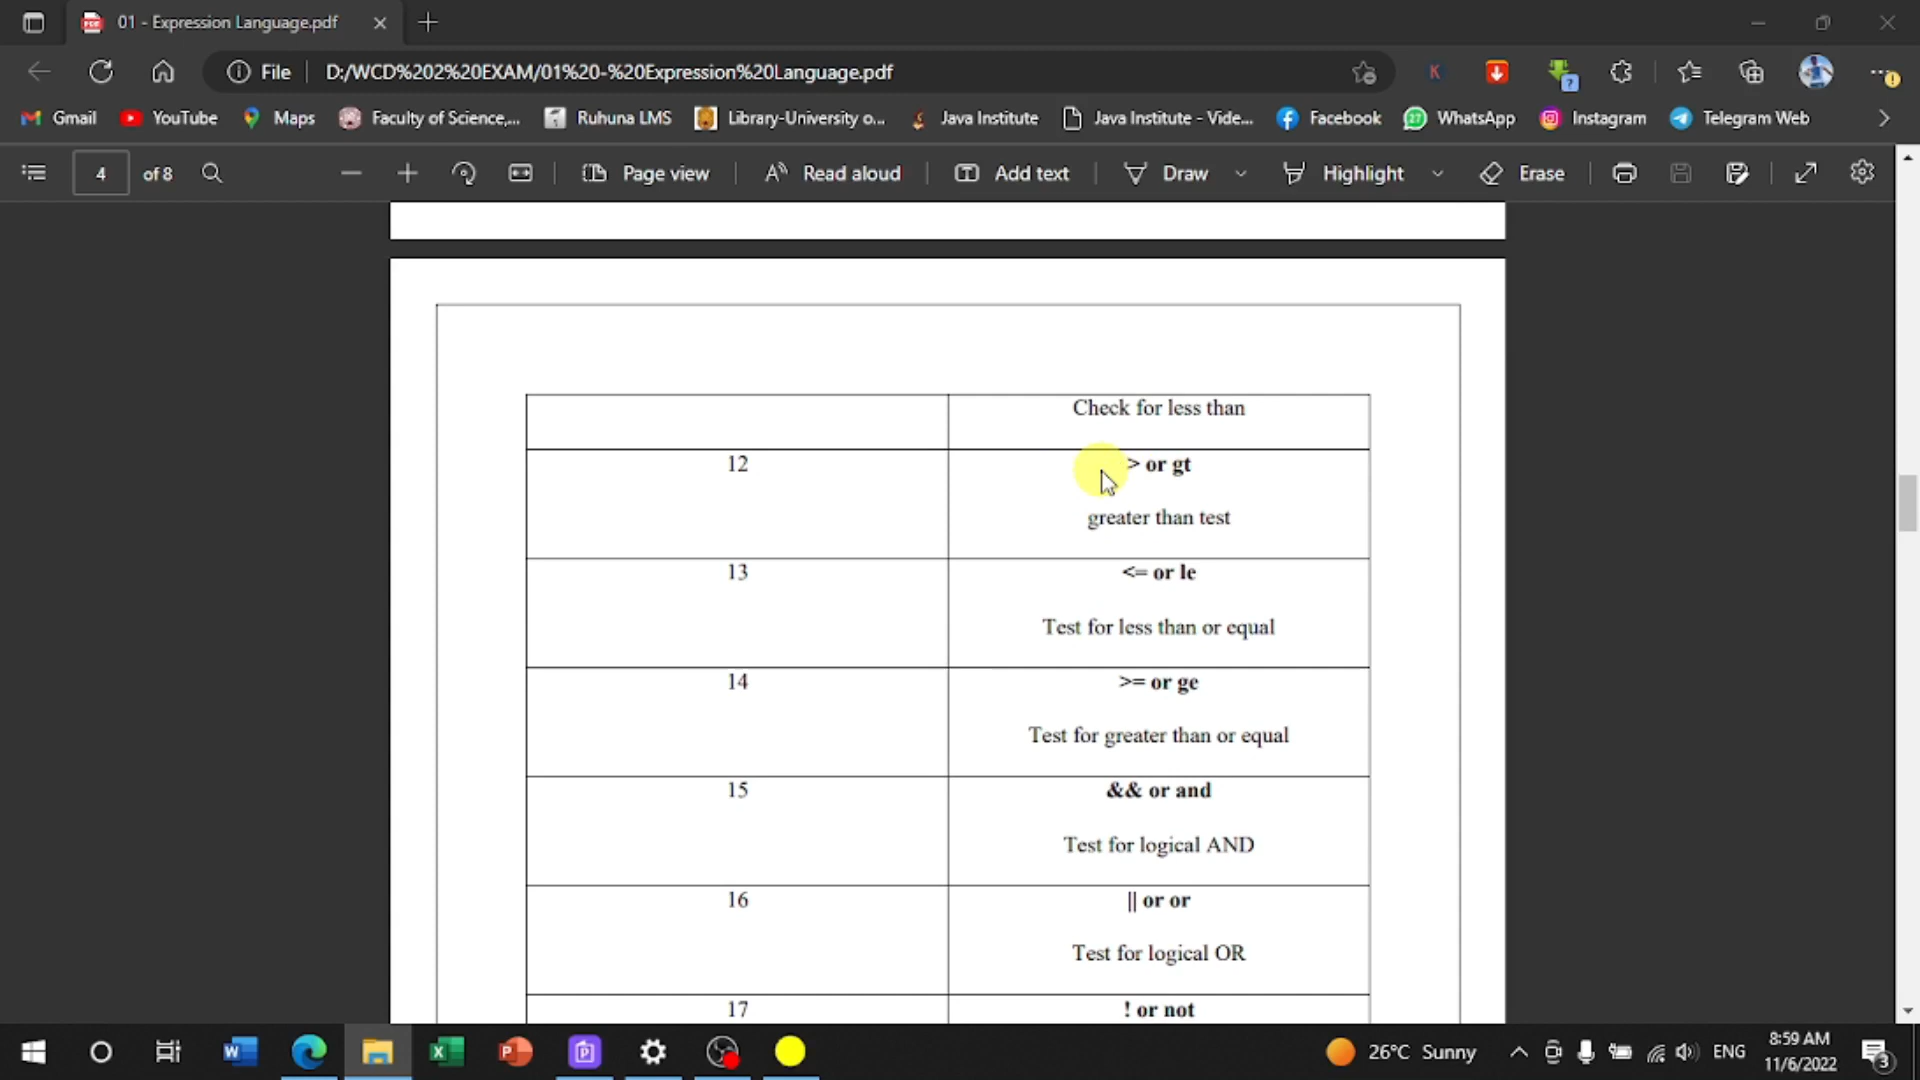 01 - Expression Language.pdf
File
D:/WCD%202%20EXAM/01%20-%20Expression%20Language.pdf
K
?
Gmail
YouTube
Maps
Faculty of Science,...
Ruhuna LMS
Library-University o...
Java Institute
Java Institute - Vide...
Facebook
27
WhatsApp
Instagram
Telegram Web
4
of 8
Page view
Read aloud
Add text
Draw
Highlight
Erase
Check for less than
12
> or gt
greater than test
13
<= or le
Test for less than or equal
14
>= or ge
Test for greater than or equal
15
&& or and
Test for logical AND
16
|| or or
Test for logical OR
17
! or not
26°C Sunny
ENG
8:59 AM
11/6/2022
3